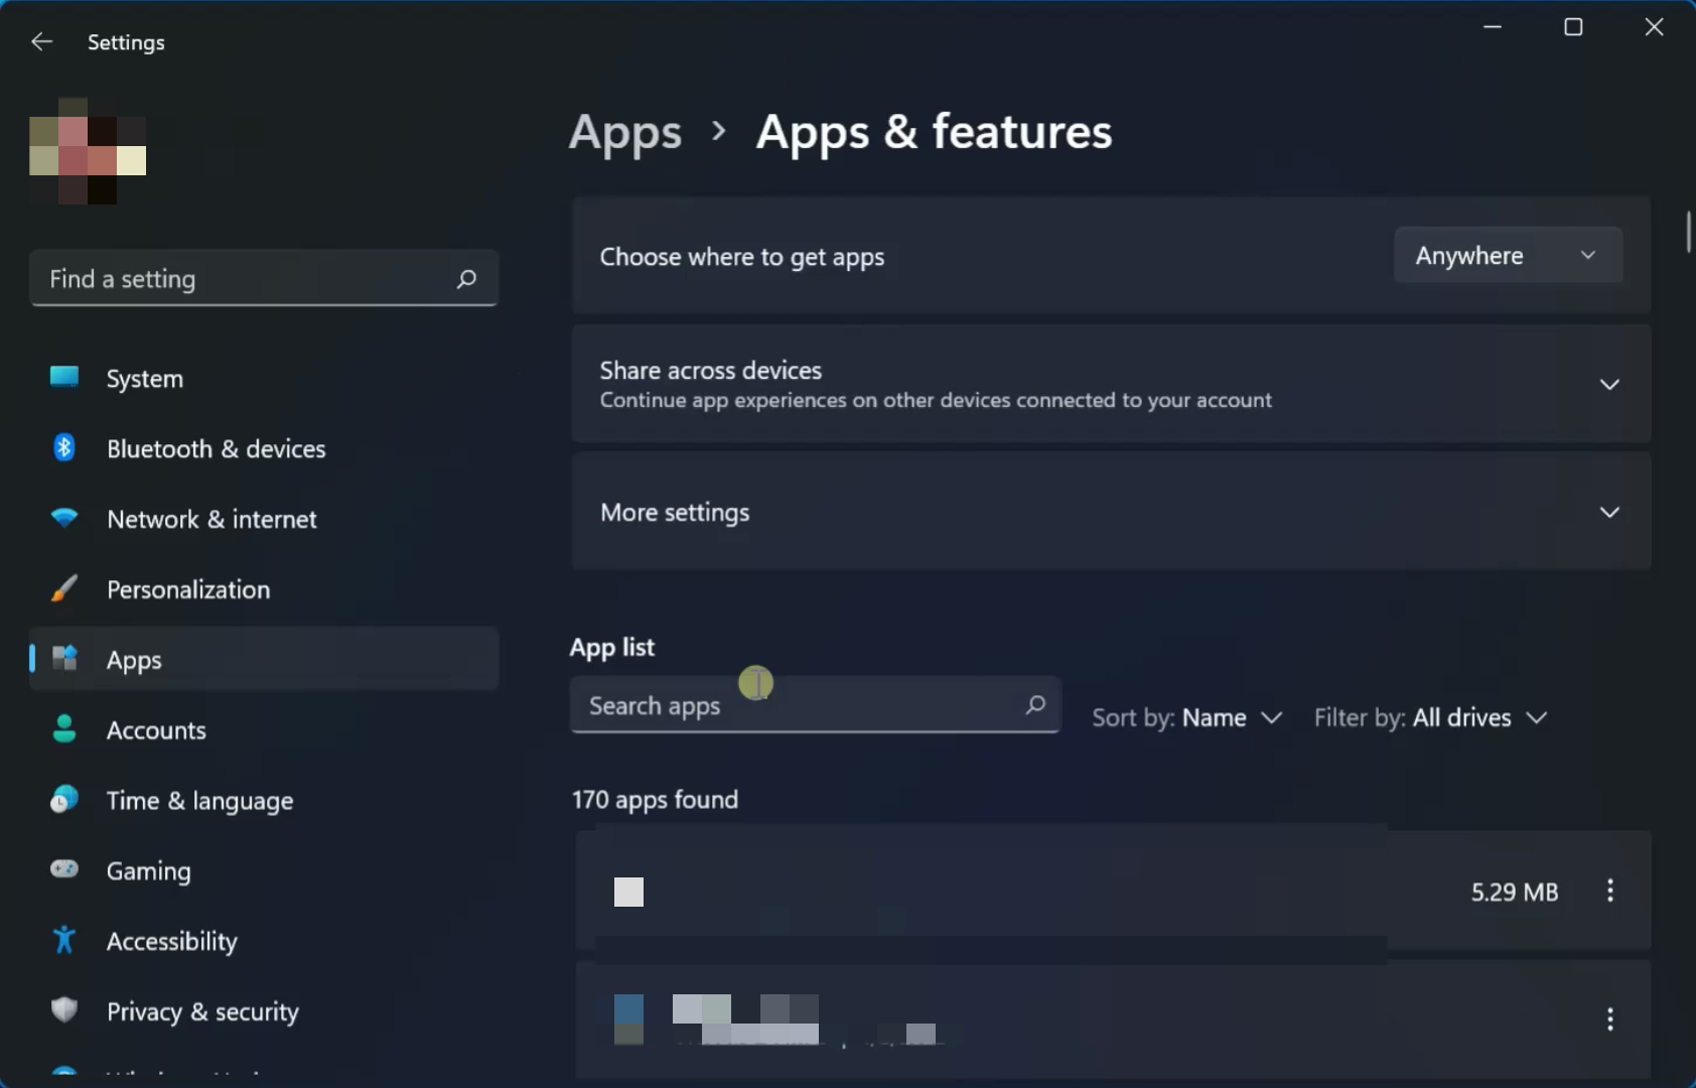 Settings
Apps > Apps & features
Find a setting
System
Bluetooth & devices
Network & internet
Personalization
Apps
Accounts
Time & language
Gaming
Accessibility
Privacy & security
Choose where to get apps
Anywhere
Share across devices
Continue app experiences on other devices connected to your account
More settings
App list
Search apps
Sort by: Name
Filter by: All drives
170 apps found
5.29 MB